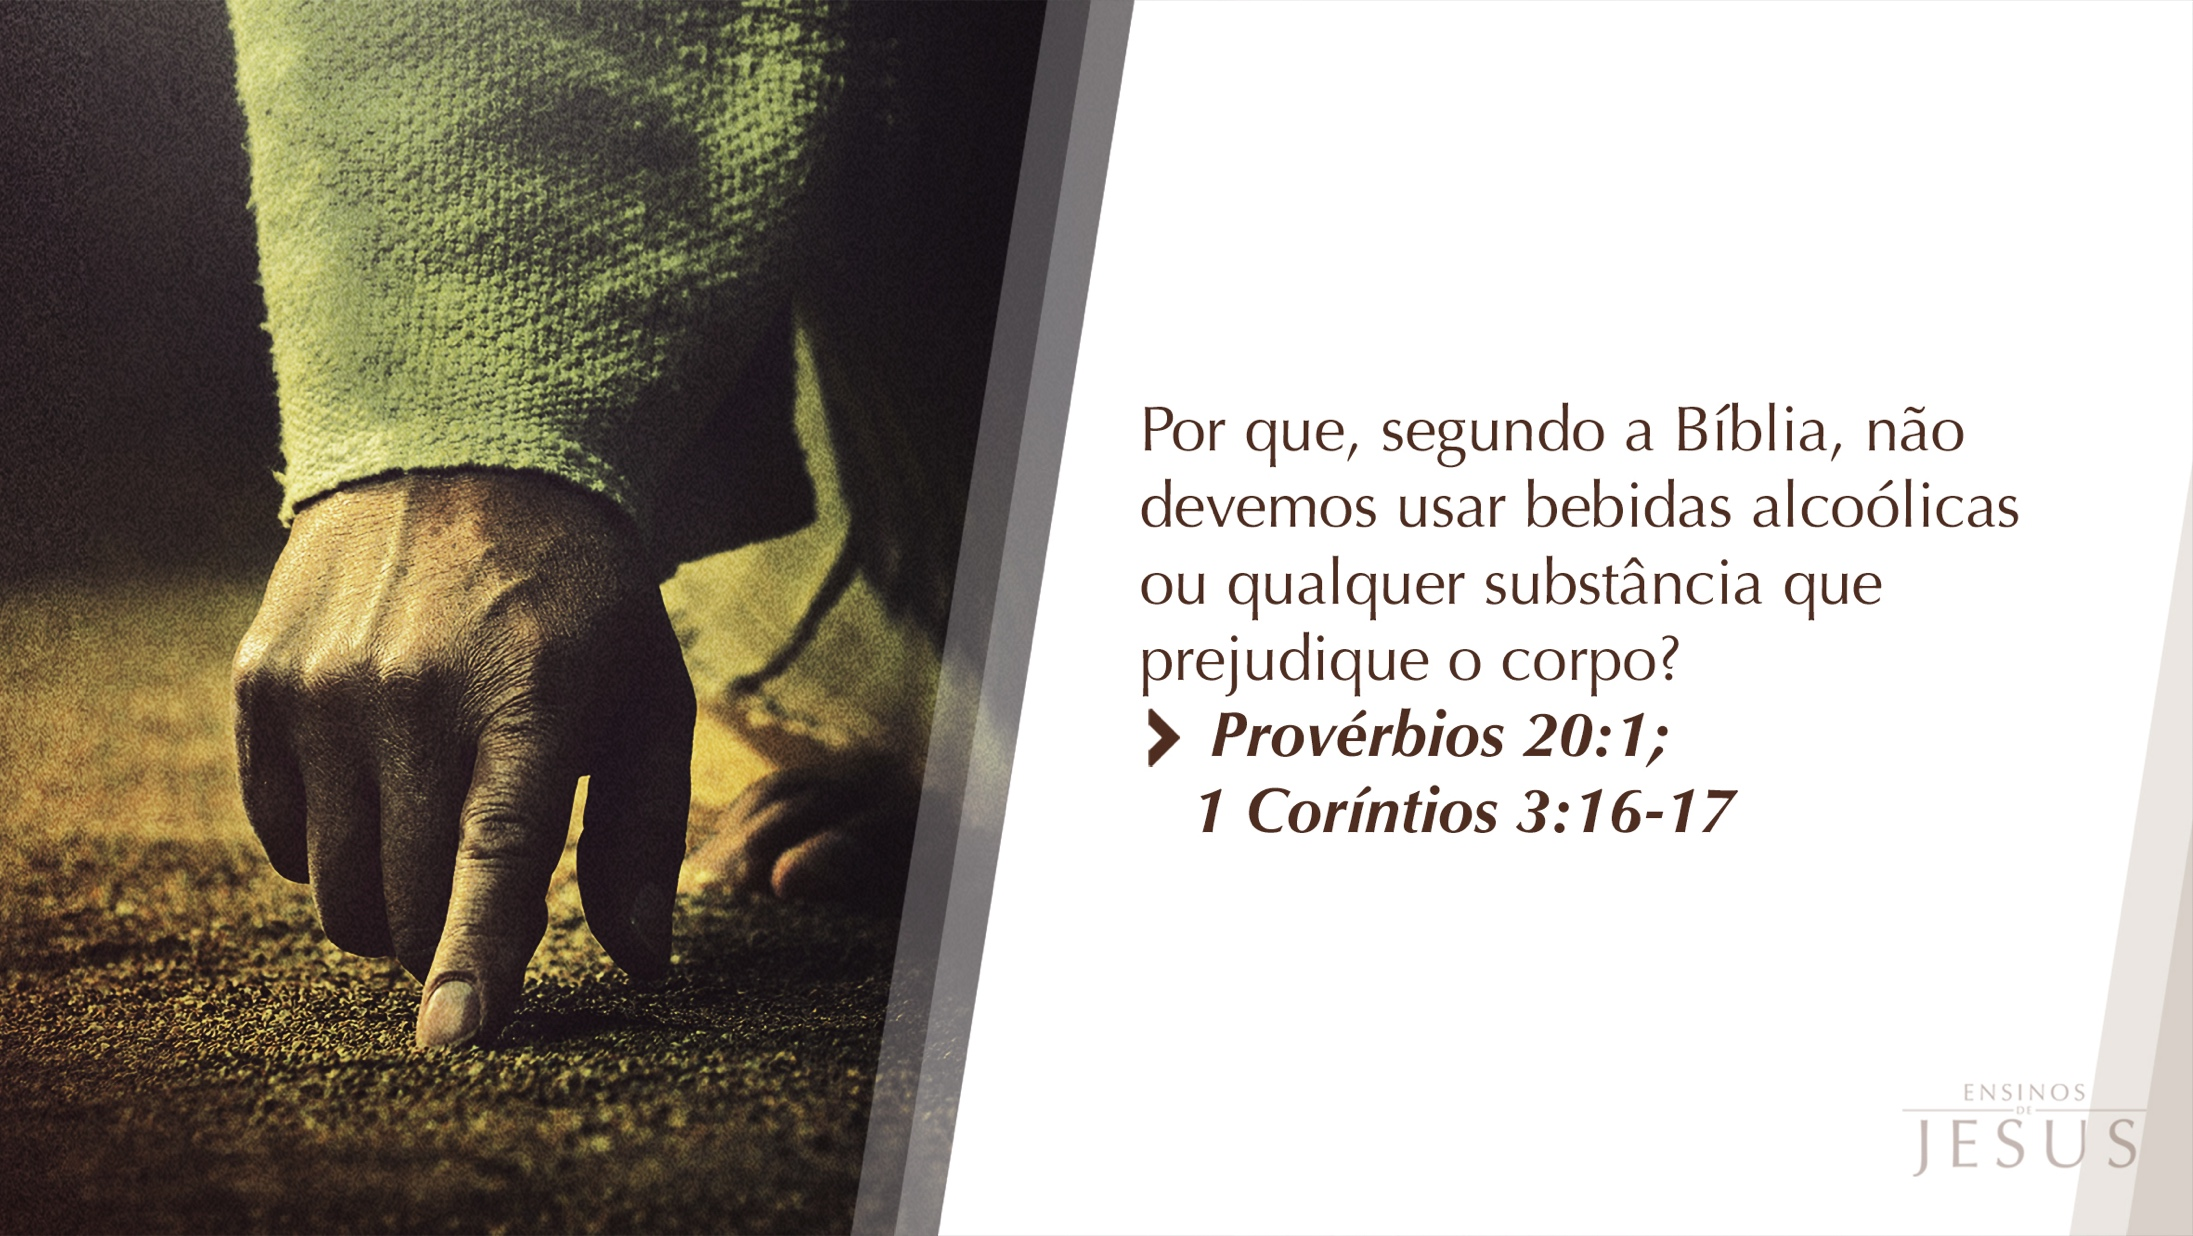 Por que, segundo a Bíblia, não
devemos usar bebidas alcoólicas
ou qualquer substância que
prejudique o corpo?
Provérbios 20:1;
1 Coríntios 3:16-17
ENSINOS
DE
JESUS